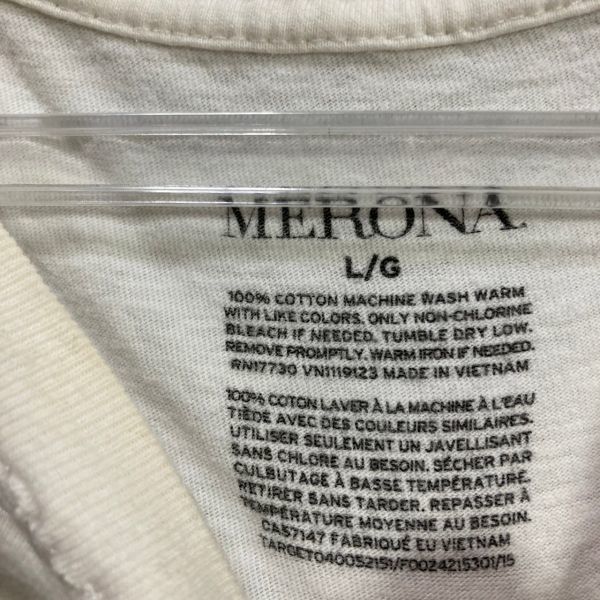 MERONA
L/G
100% COTTON MACHINE WASH WARM
WITH LIKE COLORS. ONLY NON-CHLORINE
BLEACH IF NEEDED. TUMBLE DRY LOW.
REMOVE PROMPTLY. WARM IRON IF NEEDED.
RN17730 VN1119123 MADE IN VIETNAM
100% COTON LAVER À LA MACHINE À L'EAU
TIÈDE AVEC DES COULEURS SIMILAIRES.
UTILISER SEULEMENT UN JAVELLISANT
SANS CHLORE AU BESOIN. SÉCHER PAR
CULBUTAGE À BASSE TEMPÉRATURE.
RETIRER SANS TARDER. REPASSER À
TEMPÉRATURE MOYENNE AU BESOIN.
CA57147 FABRIQUÉ EU VIETNAM
TARGET040052151/F0024215301/15